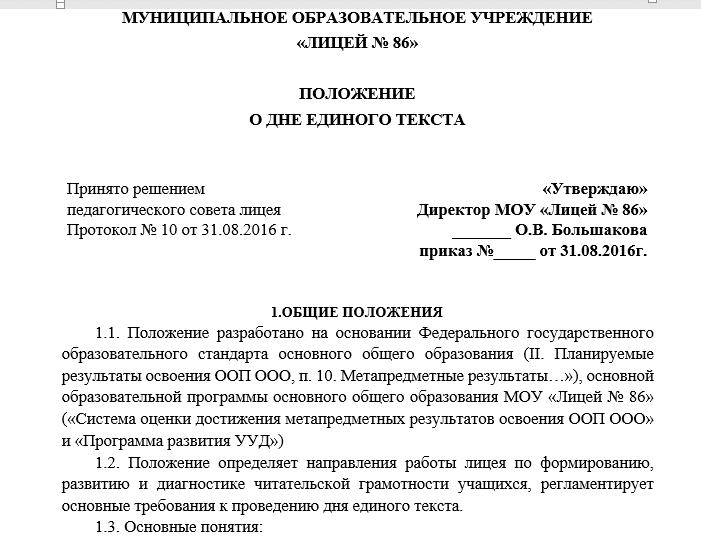 МУНИЦИПАЛЬНОЕ ОБРАЗОВАТЕЛЬНОЕ УЧРЕЖДЕНИЕ
«ЛИЦЕЙ № 86»
ПОЛОЖЕНИЕ
О ДНЕ ЕДИНОГО ТЕКСТА
Принято решением
педагогического совета лицея
Протокол № 10 от 31.08.2016 г.
«Утверждаю»
Директор МОУ «Лицей № 86»
_______ О.В. Большакова
приказ №_____ от 31.08.2016г.
1.ОБЩИЕ ПОЛОЖЕНИЯ
1.1. Положение разработано на основании Федерального государственного
образовательного стандарта основного общего образования (II. Планируемые
результаты освоения ООП ООО, п. 10. Метапредметные результаты…»), основной
образовательной программы основного общего образования МОУ «Лицей № 86»
(«Система оценки достижения метапредметных результатов освоения ООП ООО»
и «Программа развития УУД»)
1.2. Положение определяет направления работы лицея по формированию,
развитию и диагностике читательской грамотности учащихся, регламентирует
основные требования к проведению дня единого текста.
1.3. Основные понятия: